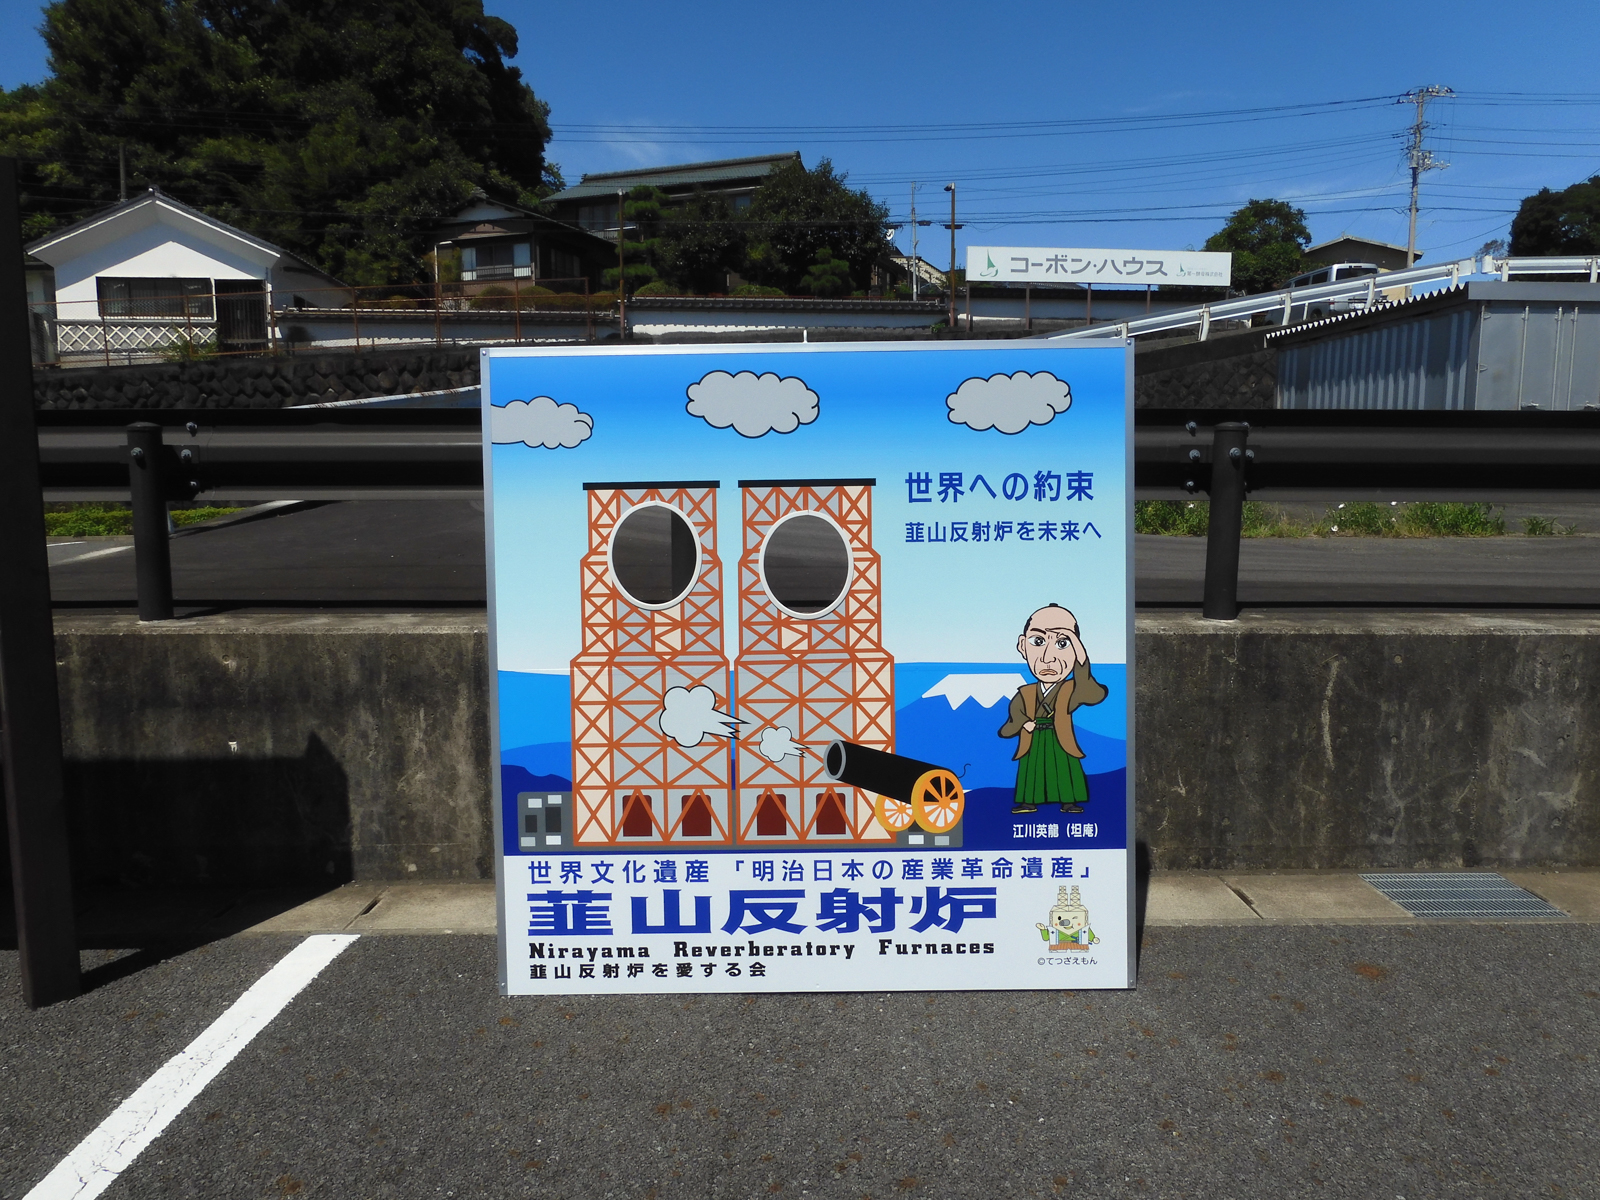 コーボン・ハウス
世界への約束
韮山反射炉を未来へ
江川英龍（坦庵）
世界文化遺産「明治日本の産業革命遺産」
韮山反射炉
Nirayama Reverberatory Furnaces
韮山反射炉を愛する会
©てつざえもん